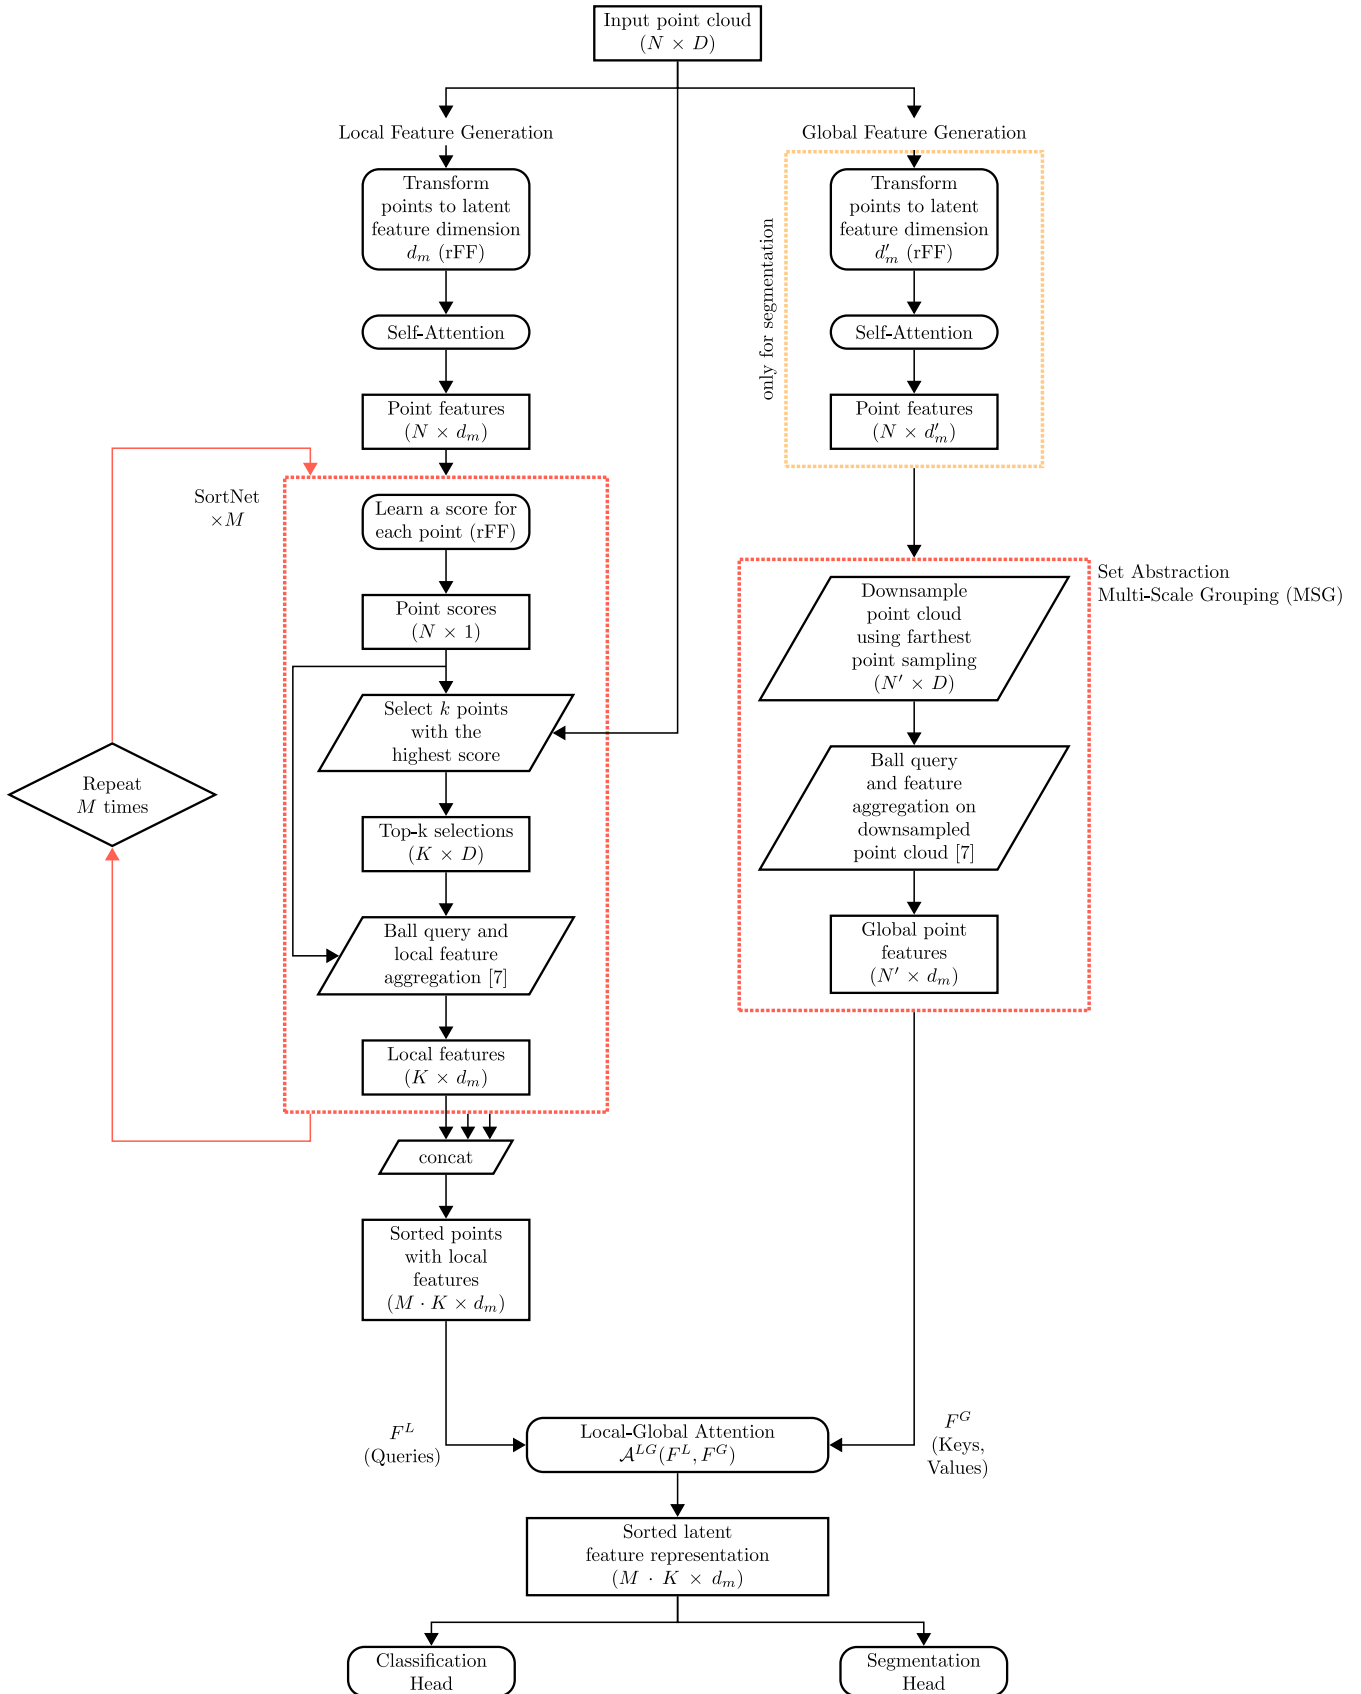 Input point cloud
(N × D)
Local Feature Generation
Transform
points to latent
feature dimension
d_m (rFF)
Self-Attention
Point features
(N × d_m)
SortNet
×M
Learn a score for
each point (rFF)
Point scores
(N × 1)
Select k points
with the
highest score
Top-k selections
(K × D)
Ball query and
local feature
aggregation [7]
Local features
(K × d_m)
Repeat
M times
concat
Sorted points
with local
features
(M · K × d_m)
F^L
(Queries)
Global Feature Generation
only for segmentation
Transform
points to latent
feature dimension
d′_m (rFF)
Self-Attention
Point features
(N × d′_m)
Set Abstraction
Multi-Scale Grouping (MSG)
Downsample
point cloud
using farthest
point sampling
(N′ × D)
Ball query
and feature
aggregation on
downsampled
point cloud [7]
Global point
features
(N′ × d_m)
F^G
(Keys,
Values)
Local-Global Attention
𝒜^{LG}(F^L, F^G)
Sorted latent
feature representation
(M · K × d_m)
Classification
Head
Segmentation
Head